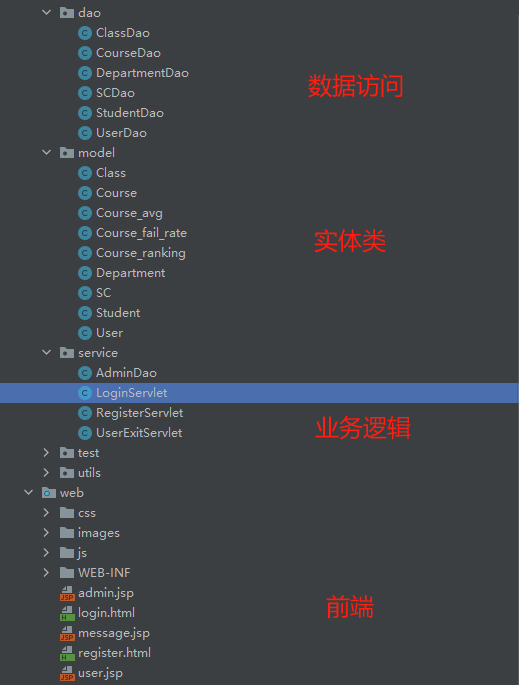 dao
ClassDao
CourseDao
DepartmentDao
数据访问
SCDao
StudentDao
UserDao
model
Class
Course
Course_avg
Course_fail_rate
实体类
Course_ranking
Department
SC
Student
User
service
AdminDao
LoginServlet
RegisterServlet
业务逻辑
UserExitServlet
test
utils
web
css
images
js
WEB-INF
admin.jsp
前端
login.html
message.jsp
register.html
user.jsp